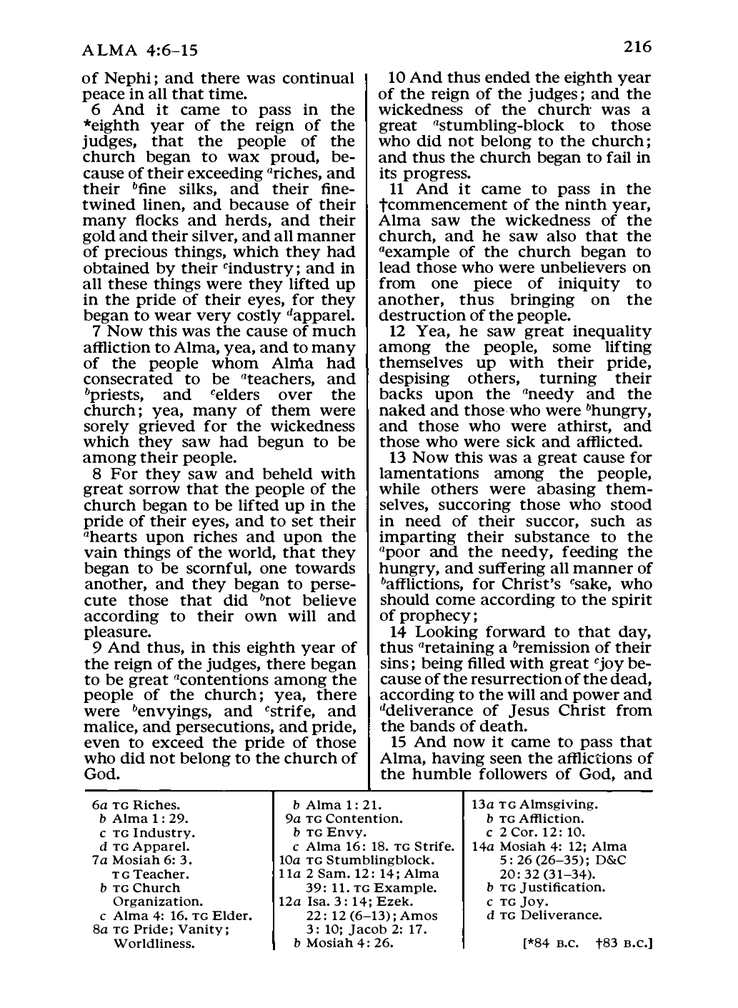 ALMA 4:6–15
216
of Nephi; and there was continual
peace in all that time.
6 And it came to pass in the
*eighth year of the reign of the
judges, that the people of the
church began to wax proud, be-
cause of their exceeding ariches, and
their bfine silks, and their fine-
twined linen, and because of their
many flocks and herds, and their
gold and their silver, and all manner
of precious things, which they had
obtained by their cindustry; and in
all these things were they lifted up
in the pride of their eyes, for they
began to wear very costly dapparel.
7 Now this was the cause of much
affliction to Alma, yea, and to many
of the people whom Alma had
consecrated to be ateachers, and
bpriests, and celders over the
church; yea, many of them were
sorely grieved for the wickedness
which they saw had begun to be
among their people.
8 For they saw and beheld with
great sorrow that the people of the
church began to be lifted up in the
pride of their eyes, and to set their
ahearts upon riches and upon the
vain things of the world, that they
began to be scornful, one towards
another, and they began to perse-
cute those that did bnot believe
according to their own will and
pleasure.
9 And thus, in this eighth year of
the reign of the judges, there began
to be great acontentions among the
people of the church; yea, there
were benvyings, and cstrife, and
malice, and persecutions, and pride,
even to exceed the pride of those
who did not belong to the church of
God.
10 And thus ended the eighth year
of the reign of the judges; and the
wickedness of the church was a
great astumbling-block to those
who did not belong to the church;
and thus the church began to fail in
its progress.
11 And it came to pass in the
†commencement of the ninth year,
Alma saw the wickedness of the
church, and he saw also that the
aexample of the church began to
lead those who were unbelievers on
from one piece of iniquity to
another, thus bringing on the
destruction of the people.
12 Yea, he saw great inequality
among the people, some lifting
themselves up with their pride,
despising others, turning their
backs upon the aneedy and the
naked and those who were bhungry,
and those who were athirst, and
those who were sick and afflicted.
13 Now this was a great cause for
lamentations among the people,
while others were abasing them-
selves, succoring those who stood
in need of their succor, such as
imparting their substance to the
apoor and the needy, feeding the
hungry, and suffering all manner of
bafflictions, for Christ's csake, who
should come according to the spirit
of prophecy;
14 Looking forward to that day,
thus aretaining a bremission of their
sins; being filled with great cjoy be-
cause of the resurrection of the dead,
according to the will and power and
ddeliverance of Jesus Christ from
the bands of death.
15 And now it came to pass that
Alma, having seen the afflictions of
the humble followers of God, and
6a TG Riches.
b Alma 1: 29.
c TG Industry.
d TG Apparel.
7a Mosiah 6: 3.
TG Teacher.
b TG Church
Organization.
c Alma 4: 16. TG Elder.
8a TG Pride; Vanity;
Worldliness.
b Alma 1: 21.
9a TG Contention.
b TG Envy.
c Alma 16: 18. TG Strife.
10a TG Stumblingblock.
11a 2 Sam. 12: 14; Alma
39: 11. TG Example.
12a Isa. 3: 14; Ezek.
22: 12 (6–13); Amos
3: 10; Jacob 2: 17.
b Mosiah 4: 26.
13a TG Almsgiving.
b TG Affliction.
c 2 Cor. 12: 10.
14a Mosiah 4: 12; Alma
5: 26 (26–35); D&C
20: 32 (31–34).
b TG Justification.
c TG Joy.
d TG Deliverance.
[*84 B.C. †83 B.C.]